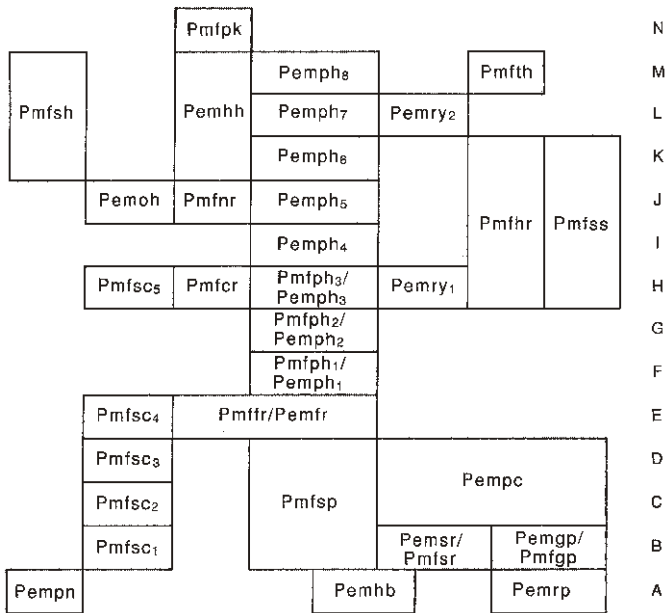 Pmfpk N
Pmfsh Pemhh Pemph₈ Pmfth M
Pemph₇ Pemry₂ L
Pemph₆ K
Pemoh Pmfnr Pemph₅ Pmfhr Pmfss J
Pemph₄ I
Pmfsc₅ Pmfcr Pmfph₃/ Pemph₃ Pemry₁ H
Pmfph₂/ Pemph₂ G
Pmfph₁/ Pemph₁ F
Pmfsc₄ Pmffr/Pemfr E
Pmfsc₃ Pmfsp Pempc D
Pmfsc₂ C
Pmfsc₁ Pemsr/ Pmfsr Pemgp/ Pmfgp B
Pempn Pemhb Pemrp A